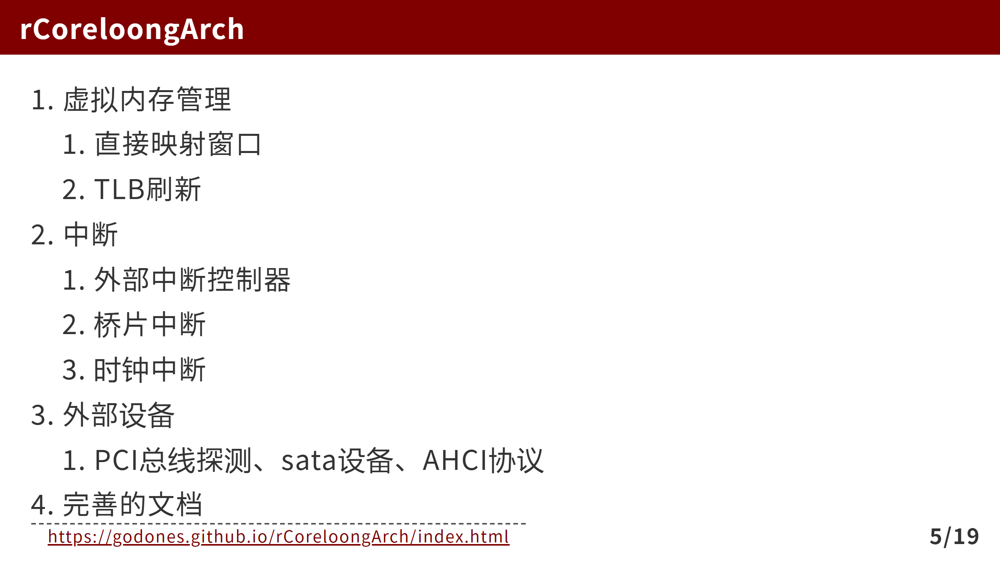 rCoreloongArch
1. 虚拟内存管理
1. 直接映射窗口
2. TLB刷新
2. 中断
1. 外部中断控制器
2. 桥片中断
3. 时钟中断
3. 外部设备
1. PCI总线探测、sata设备、AHCI协议
4. 完善的文档
https://godones.github.io/rCoreloongArch/index.html
5/19